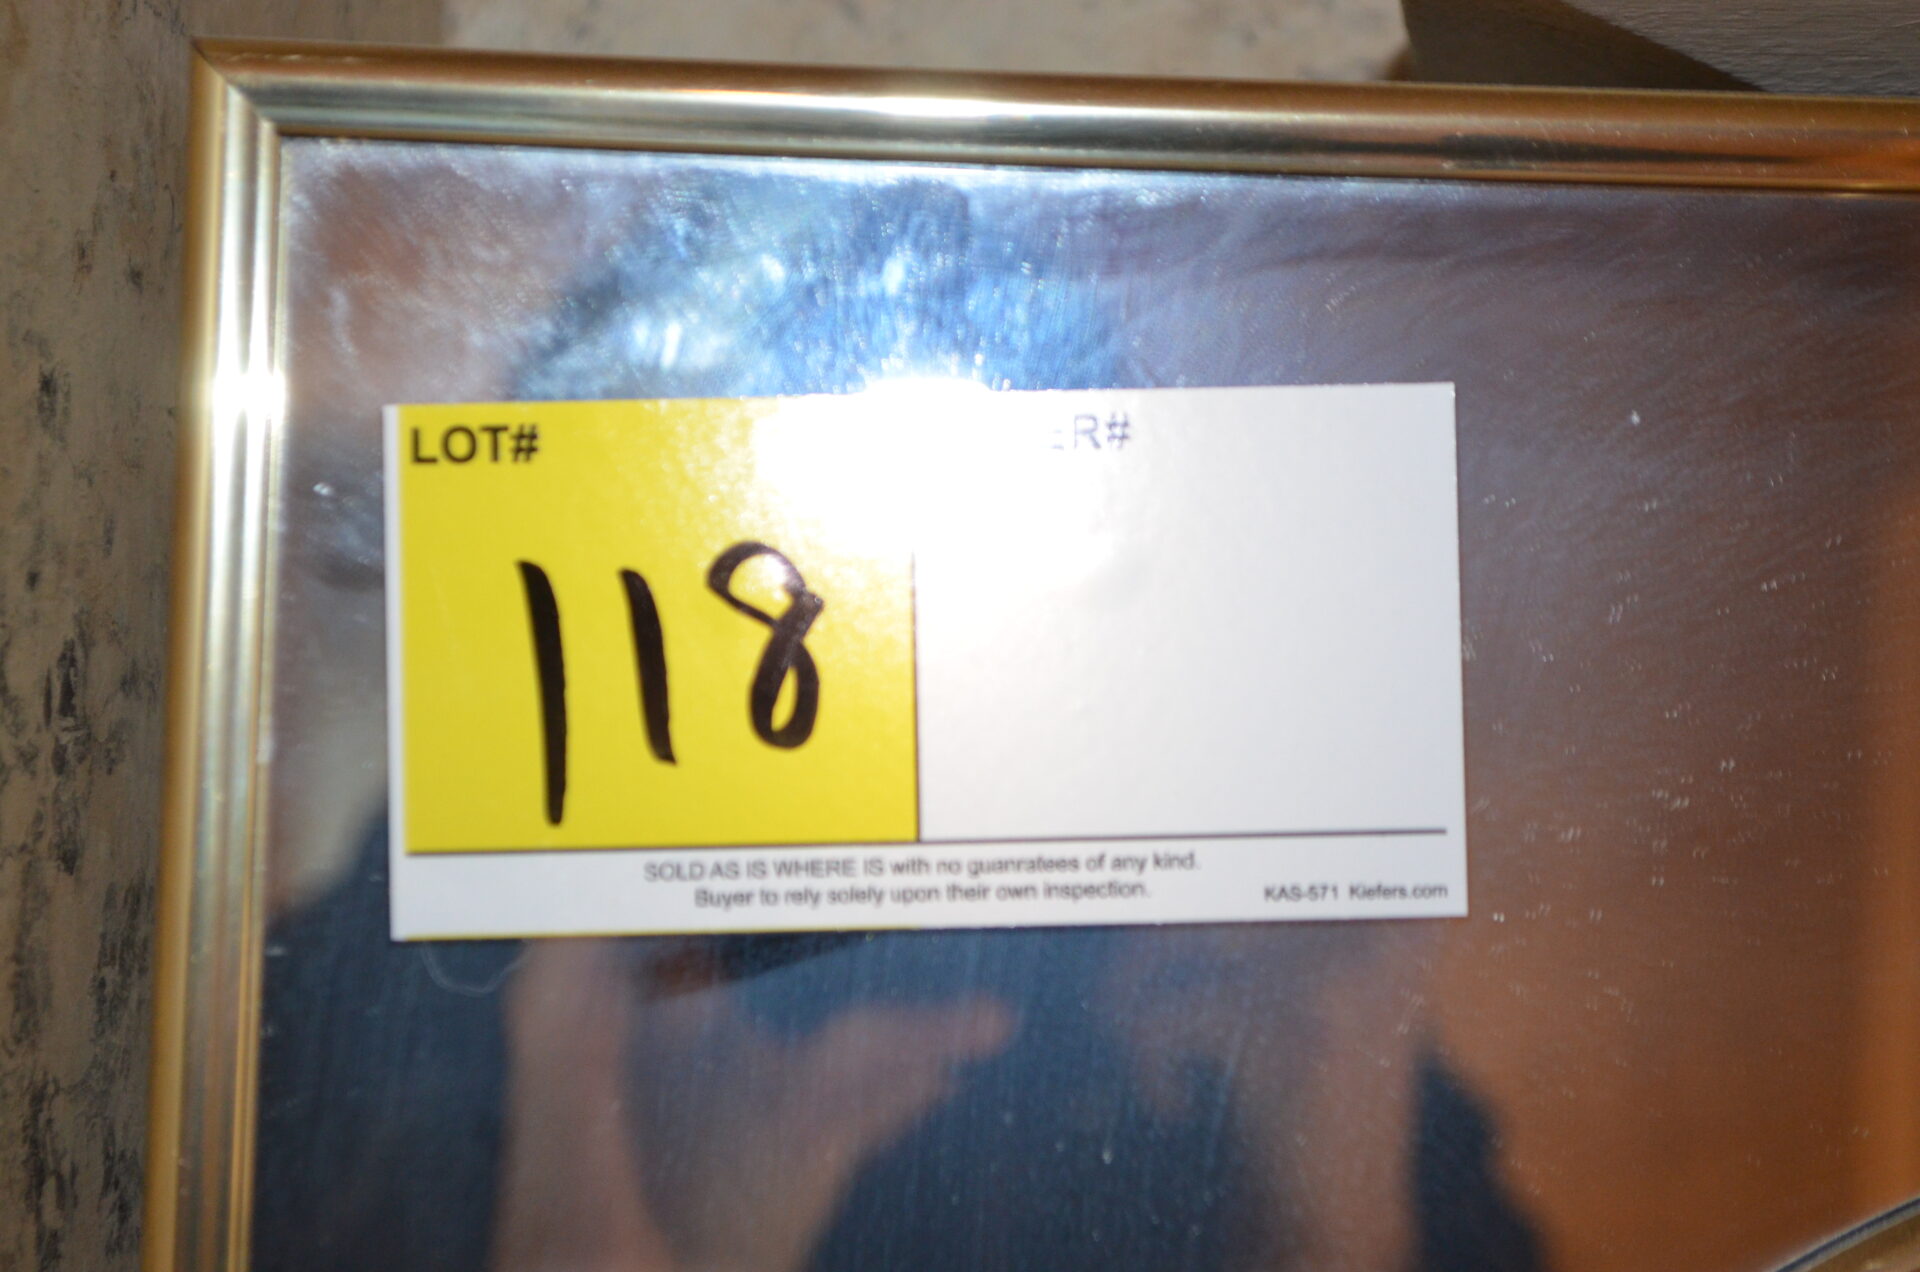 LOT#
R#
118
SOLD AS IS WHERE IS with no guanratees of any kind.
Buyer to rely solely upon their own inspection.
KAS-571 Kiefers.com